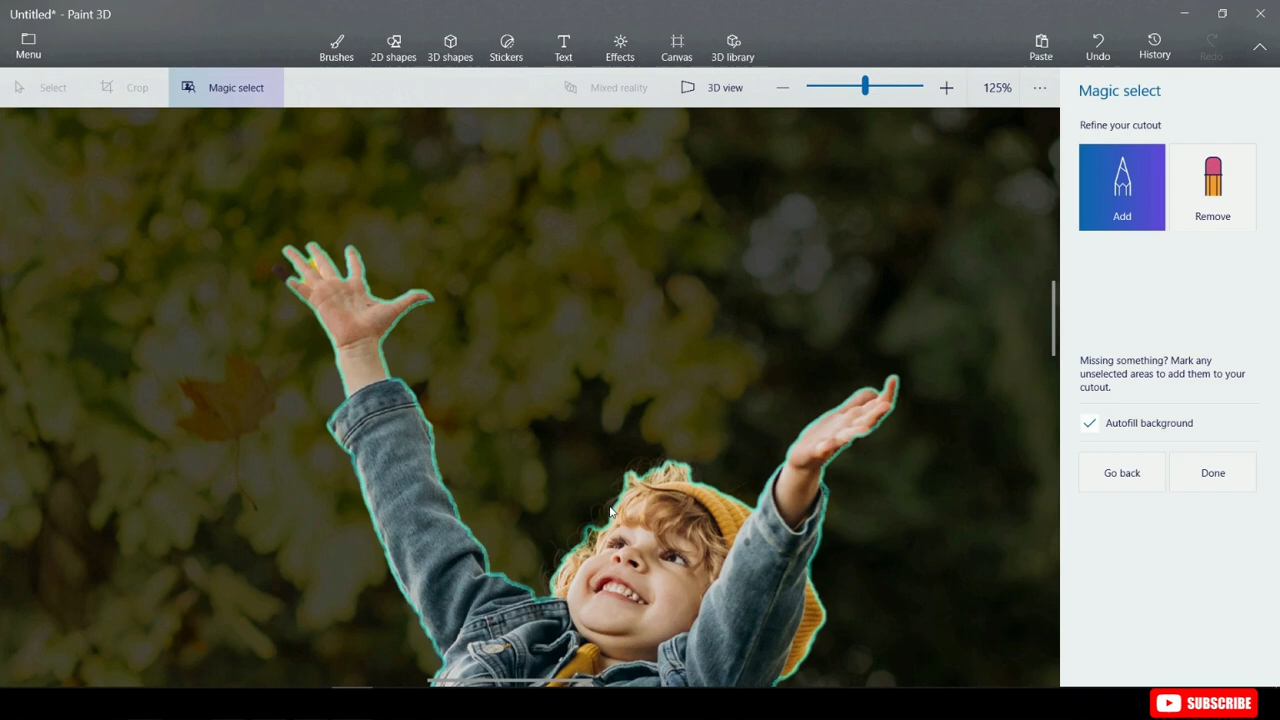 Untitled* - Paint 3D
Menu
Brushes
2D shapes
3D shapes
Stickers
Text
Effects
Canvas
3D library
Paste
Undo
History
Redo
Select
Crop
Magic select
Mixed reality
3D view
125%
Magic select
Refine your cutout
Add
Remove
Missing something? Mark any
unselected areas to add them to your
cutout.
Autofill background
Go back
Done
SUBSCRIBE